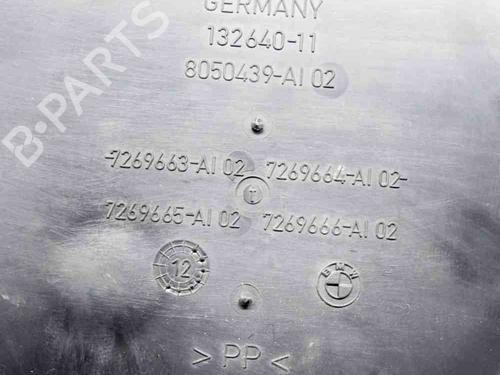 GERMANY
132640-11
8050439-AI 02
-7269663-AI 02 7269664-AI 02-
7269665-AI 02 7269666-AI 02
12
BMW
> PP <
B-PARTS